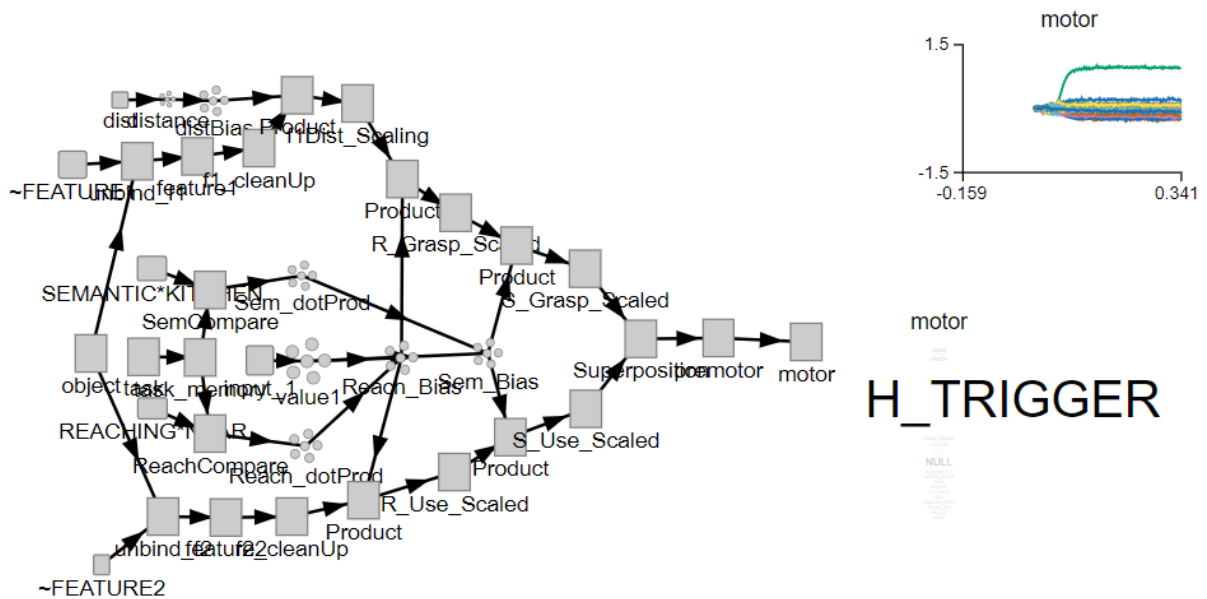 motor
1.5
-1.5
-0.159
0.341
dist
distance
distBias
Product
f1Dist_Scaling
~FEATURE1
unbind_f1
feature1
f1_cleanUp
Product
R_Grasp_Scaled
Product
S_Grasp_Scaled
SEMANTIC*KITCHEN
Sem_dotProd
SemCompare
object
task
task_memory
input_1
value1
Reach_Bias
Sem_Bias
Superposition
premotor
motor
motor
H_TRIGGER
NULL
REACHING*NEAR
ReachCompare
Reach_dotProd
S_Use_Scaled
Product
R_Use_Scaled
Product
unbind_f2
feature2
f2_cleanUp
~FEATURE2